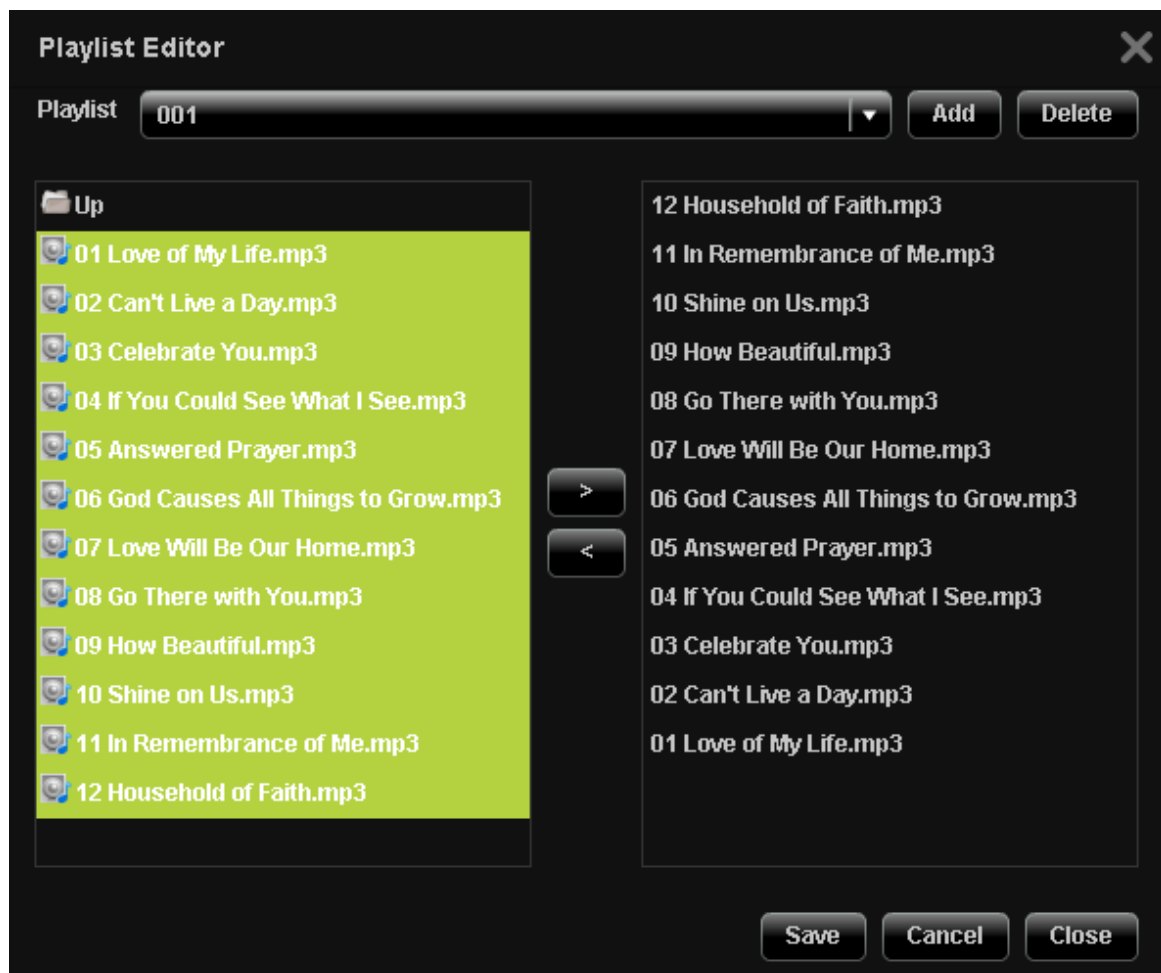 Playlist Editor
Playlist 001 Add Delete
Up
01 Love of My Life.mp3
02 Can't Live a Day.mp3
03 Celebrate You.mp3
04 If You Could See What I See.mp3
05 Answered Prayer.mp3
06 God Causes All Things to Grow.mp3
07 Love Will Be Our Home.mp3
08 Go There with You.mp3
09 How Beautiful.mp3
10 Shine on Us.mp3
11 In Remembrance of Me.mp3
12 Household of Faith.mp3
>
<
12 Household of Faith.mp3
11 In Remembrance of Me.mp3
10 Shine on Us.mp3
09 How Beautiful.mp3
08 Go There with You.mp3
07 Love Will Be Our Home.mp3
06 God Causes All Things to Grow.mp3
05 Answered Prayer.mp3
04 If You Could See What I See.mp3
03 Celebrate You.mp3
02 Can't Live a Day.mp3
01 Love of My Life.mp3
Save Cancel Close